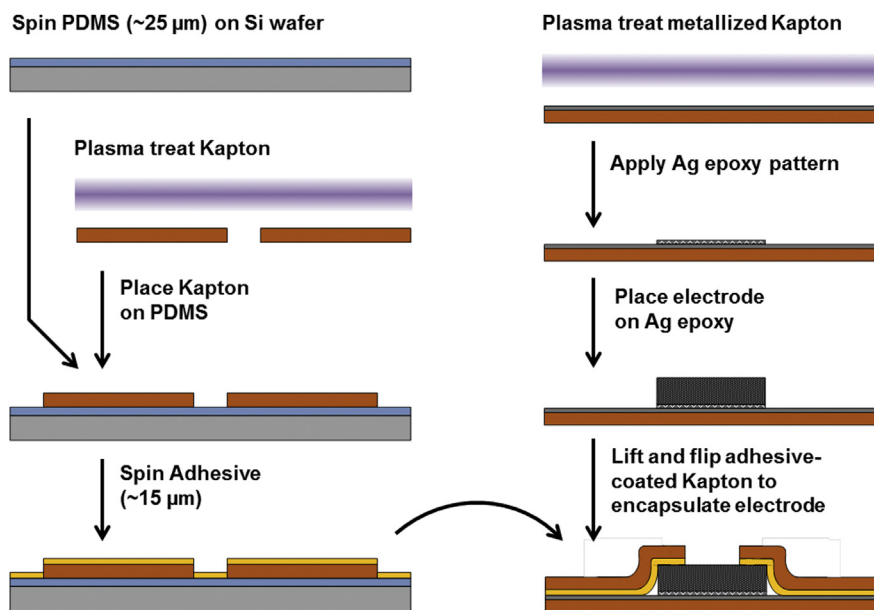 Spin PDMS (~25 µm) on Si wafer
Plasma treat Kapton
Place Kapton
on PDMS
Spin Adhesive
(~15 µm)
Plasma treat metallized Kapton
Apply Ag epoxy pattern
Place electrode
on Ag epoxy
Lift and flip adhesive-
coated Kapton to
encapsulate electrode